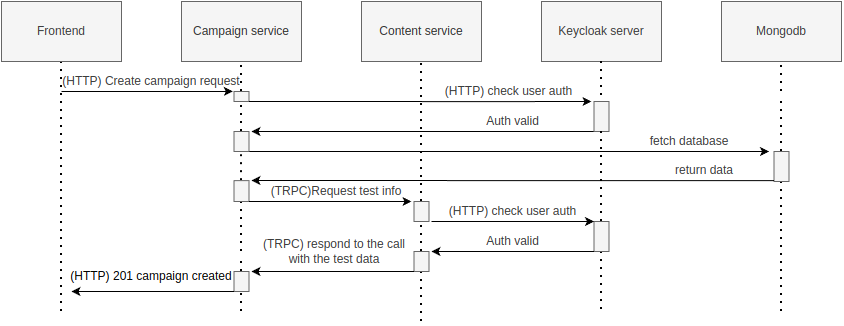 Frontend
Campaign service
Content service
Keycloak server
Mongodb
(HTTP) Create campaign request
(HTTP) check user auth
Auth valid
fetch database
return data
(TRPC)Request test info
(HTTP) check user auth
Auth valid
(TRPC) respond to the call
with the test data
(HTTP) 201 campaign created